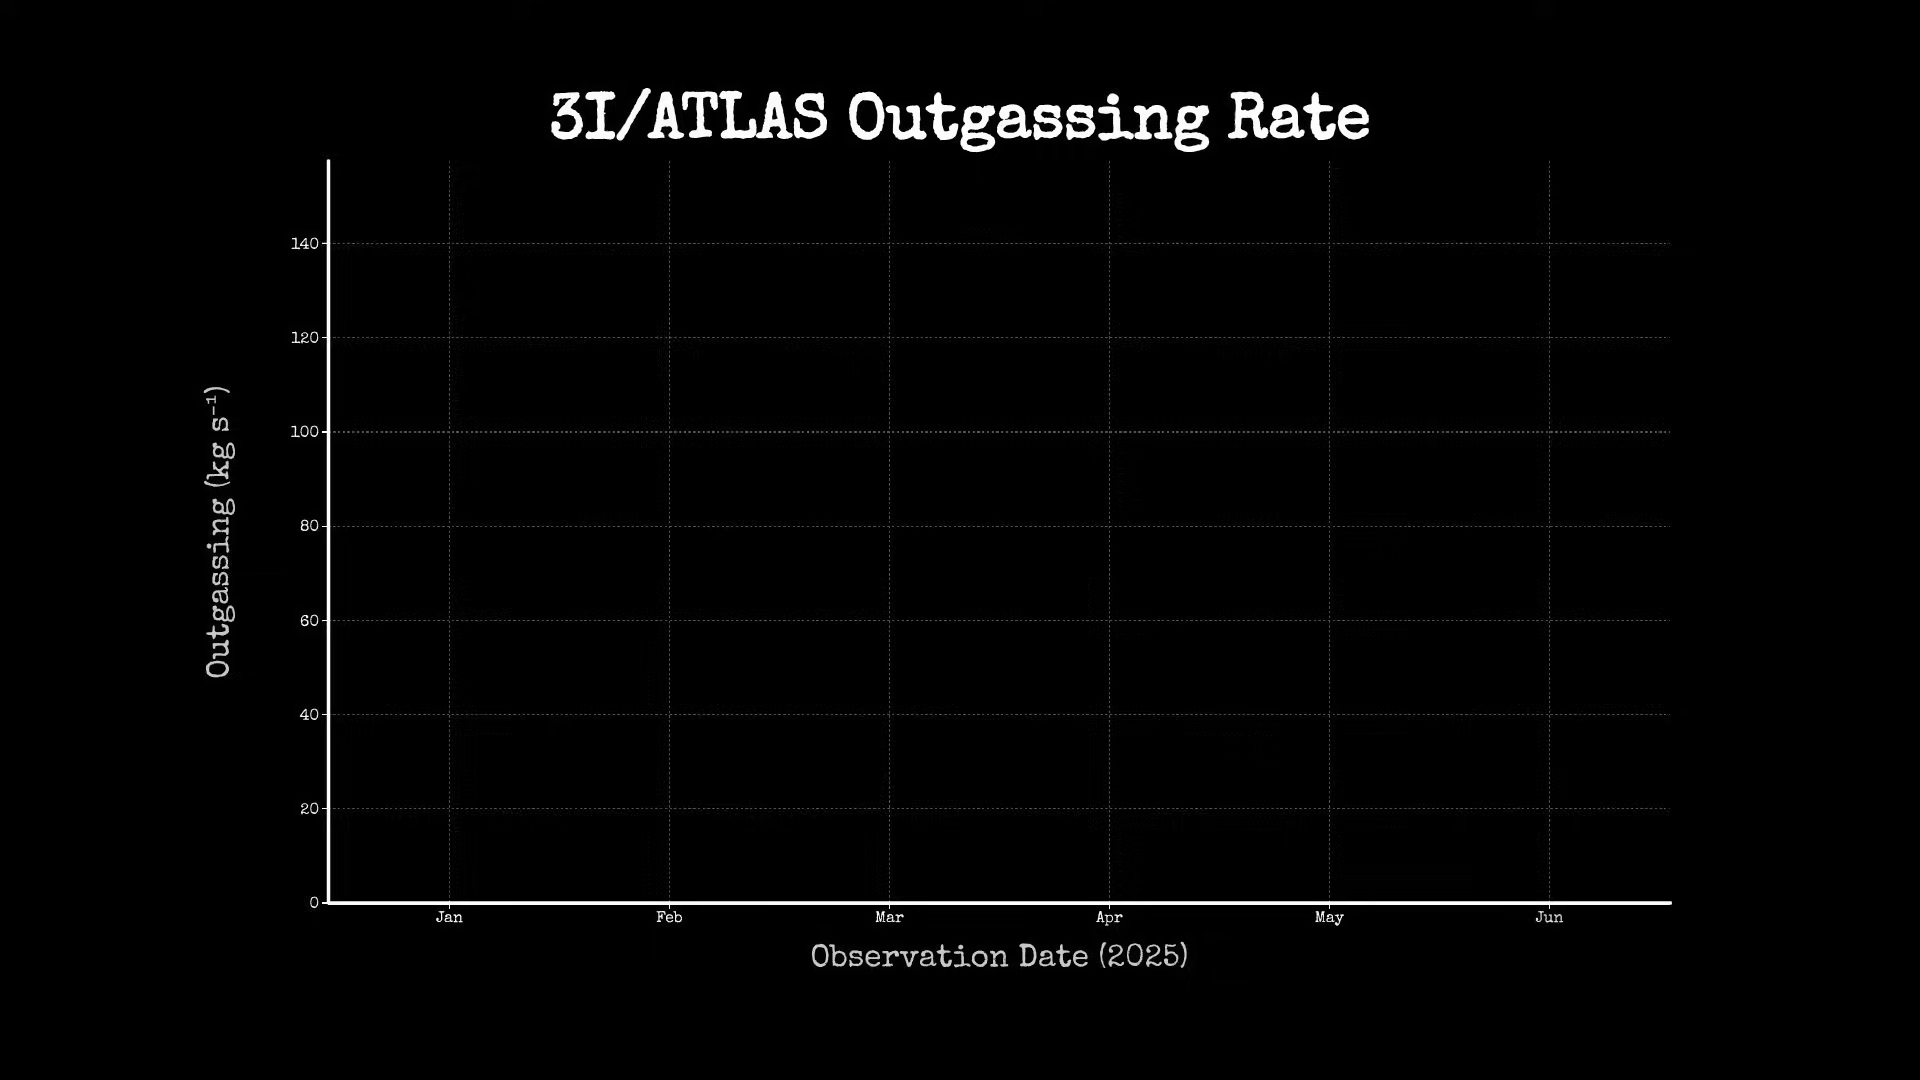 3I/ATLAS Outgassing Rate
140
120
100
80
60
40
20
0
Outgassing (kg s⁻¹)
Jan Feb Mar Apr May Jun
Observation Date (2025)